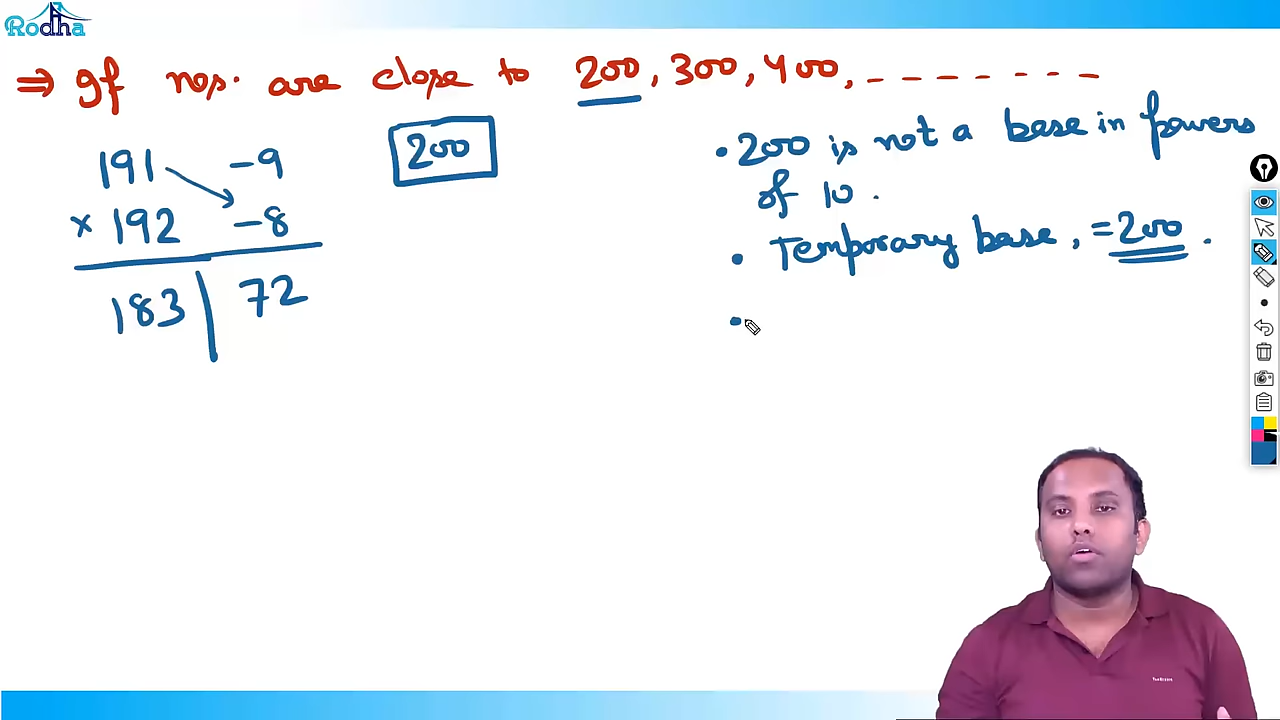 Rodha
⇒ If nos. are close to 200, 300, 400, - - - - - - - -
191 -9
× 192 -8
183 | 72
200
• 200 is not a base in powers
of 10.
• Temporary base, = 200.
•